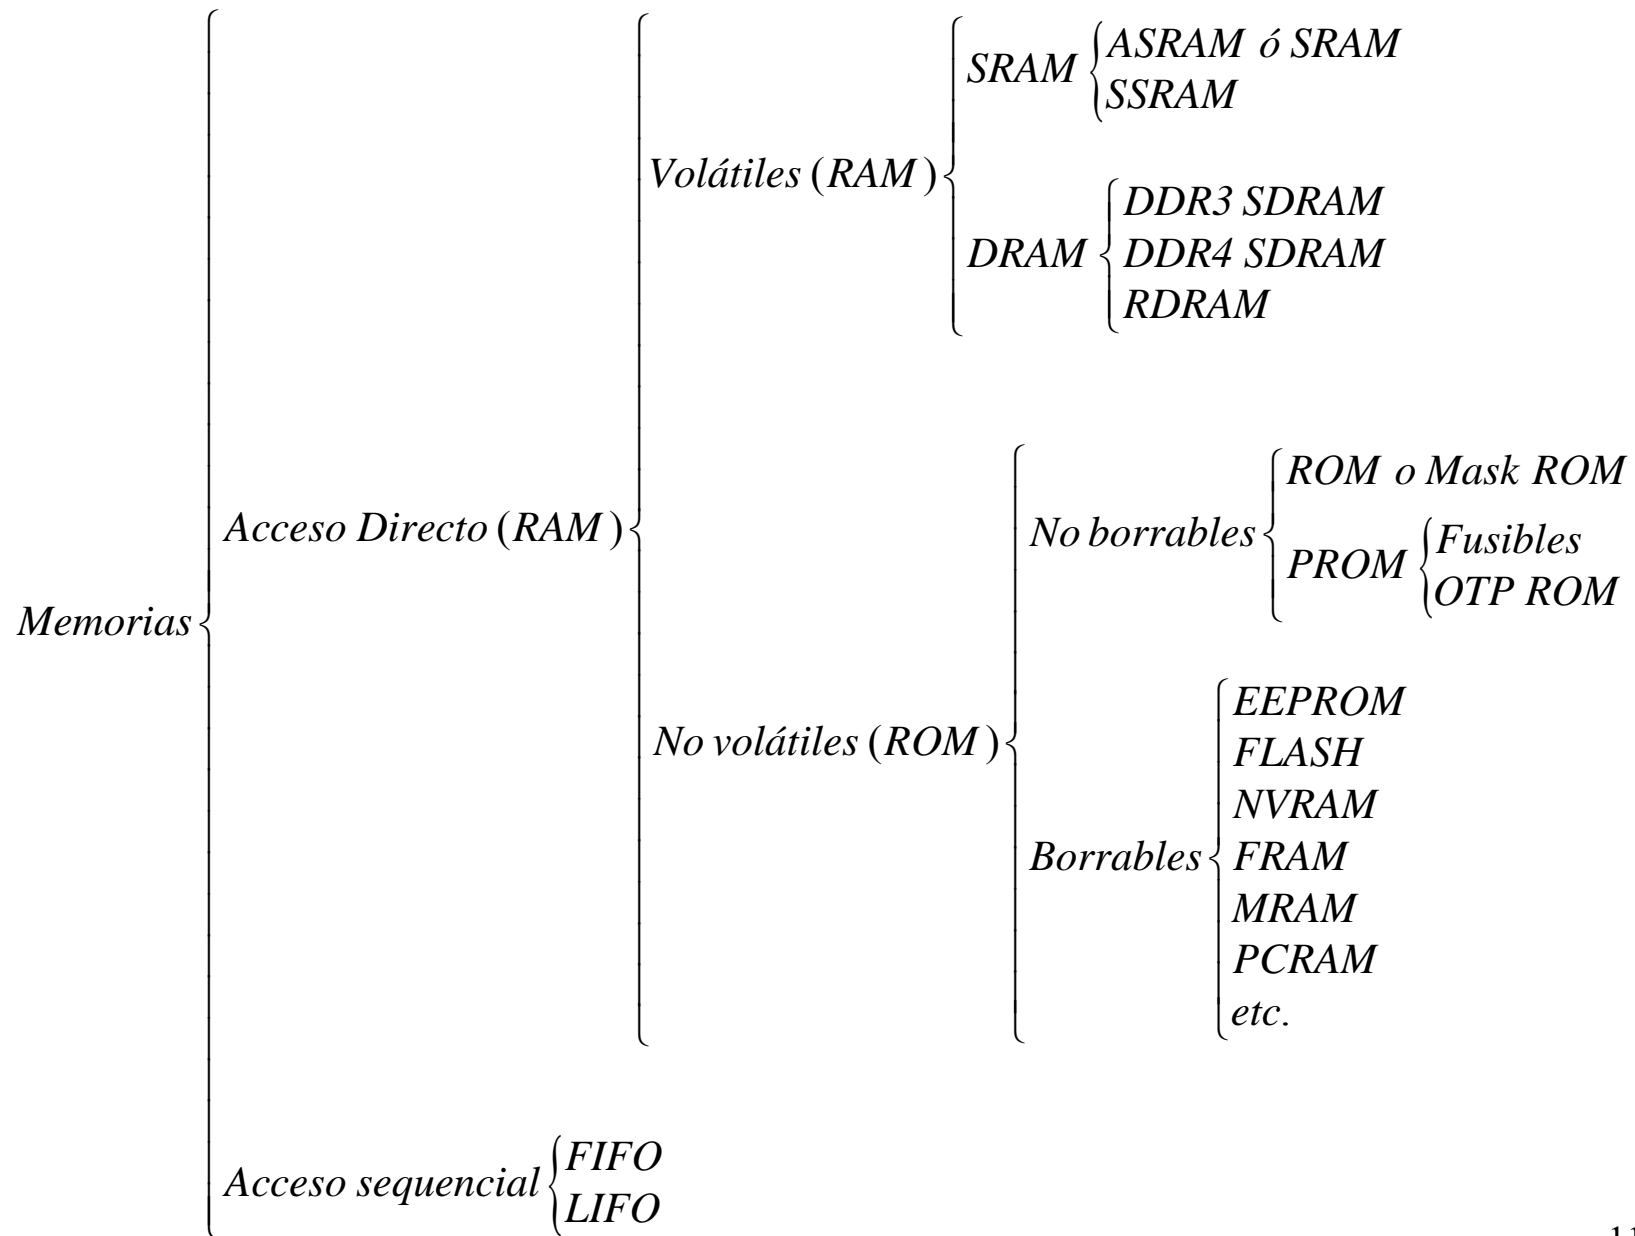 Memorias
Acceso Directo (RAM)
Volátiles (RAM)
SRAM
ASRAM ó SRAM
SSRAM
DRAM
DDR3 SDRAM
DDR4 SDRAM
RDRAM
No volátiles (ROM)
No borrables
ROM o Mask ROM
PROM
Fusibles
OTP ROM
Borrables
EEPROM
FLASH
NVRAM
FRAM
MRAM
PCRAM
etc.
Acceso sequencial
FIFO
LIFO